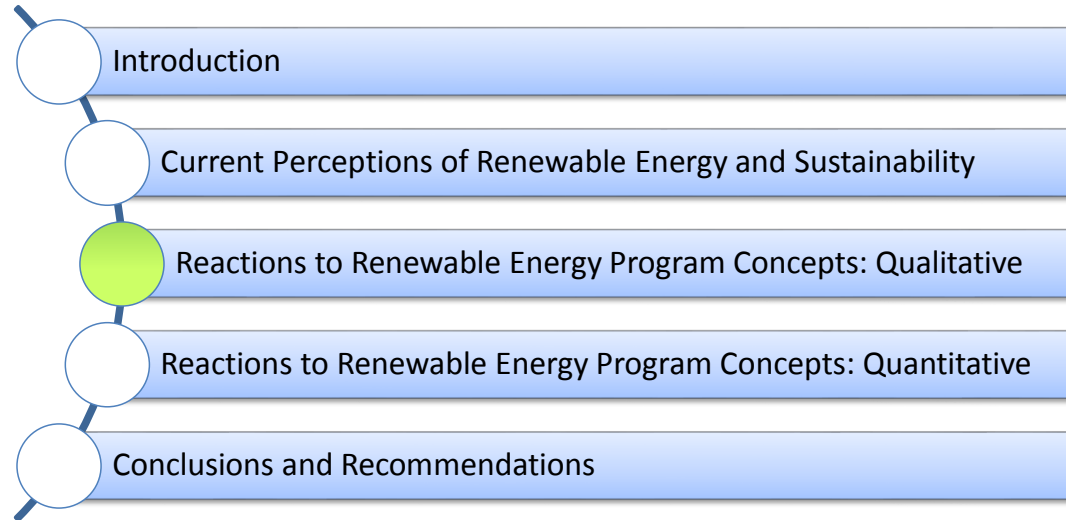 Introduction
Current Perceptions of Renewable Energy and Sustainability
Reactions to Renewable Energy Program Concepts: Qualitative
Reactions to Renewable Energy Program Concepts: Quantitative
Conclusions and Recommendations